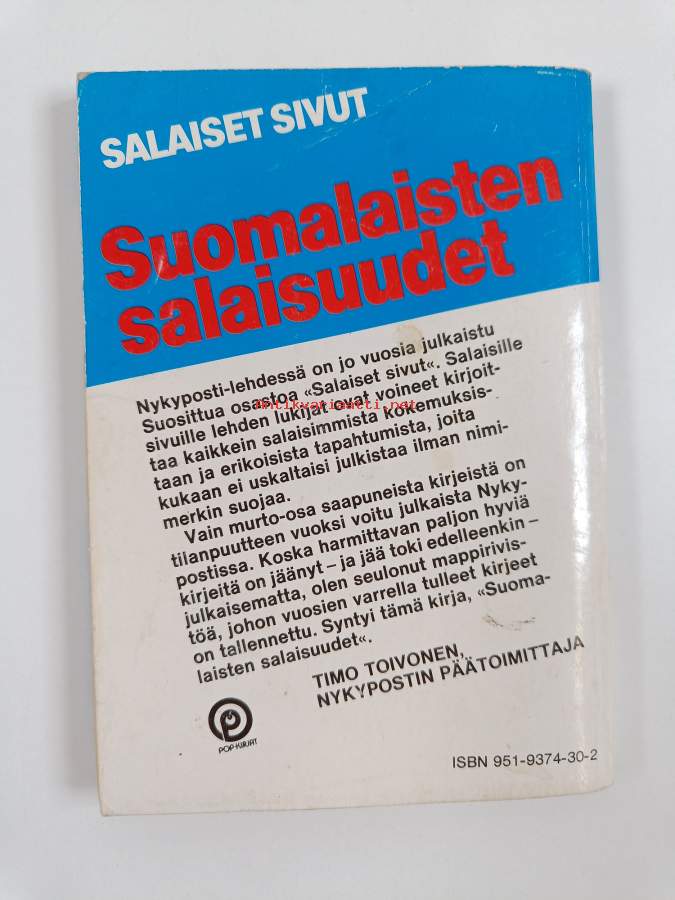 SALAISET SIVUT
Suomalaisten
salaisuudet
Nykyposti-lehdessä on jo vuosia julkaistu
Suosittua osastoa «Salaiset sivut«. Salaisille
sivuille lehden lukijat ovat voineet kirjoit-
Antikvariaatti.net
taa kaikkein salaisimmista kokemuksis-
taan ja erikoisista tapahtumista, joita
kukaan ei uskaltaisi julkistaa ilman nimi-
merkin suojaa.
Vain murto-osa saapuneista kirjeistä on
tilanpuutteen vuoksi voitu julkaista Nyky-
postissa. Koska harmittavan paljon hyviä
kirjeitä on jäänyt – ja jää toki edelleenkin –
julkaisematta, olen seulonut mappirivis-
töä, johon vuosien varrella tulleet kirjeet
on tallennettu. Syntyi tämä kirja, «Suoma-
laisten salaisuudet«.
TIMO TOIVONEN,
NYKYPOSTIN PÄÄTOIMITTAJA
POP-KIRJAT
ISBN 951-9374-30-2